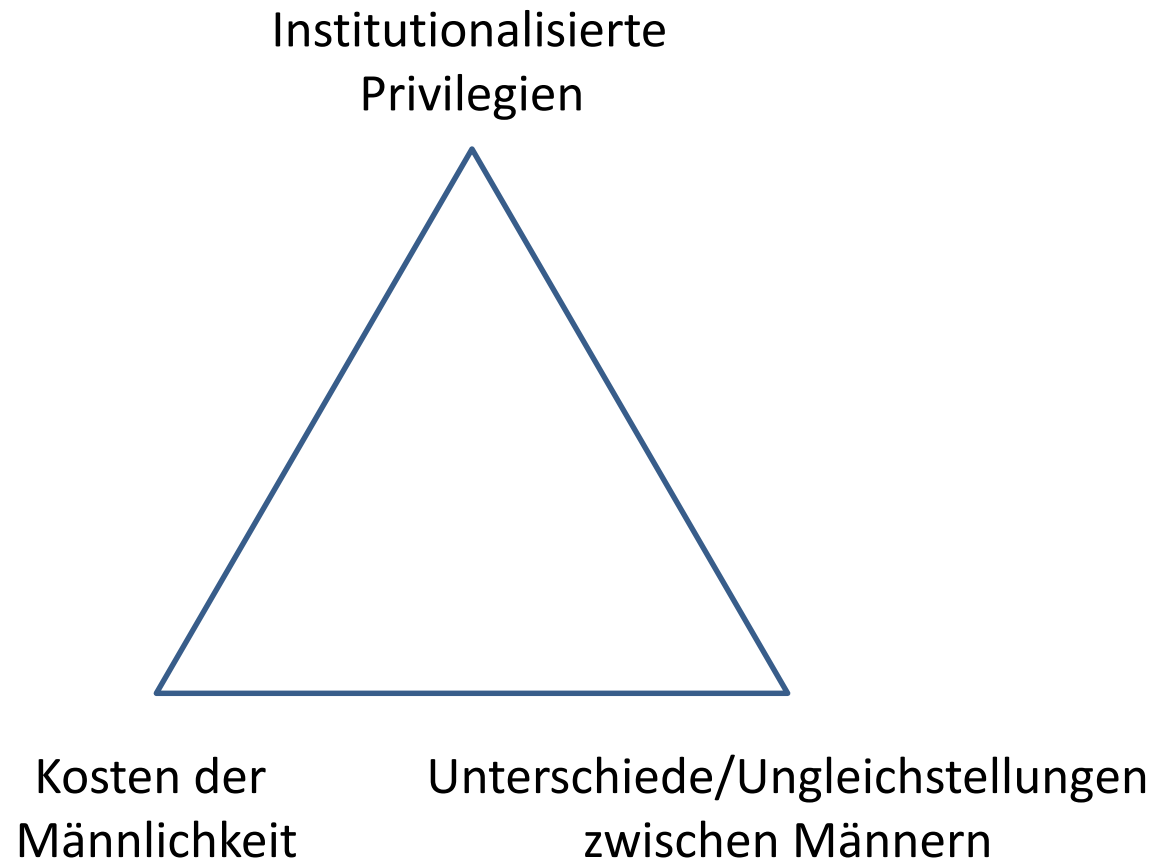 Institutionalisierte
Privilegien
Kosten der
Männlichkeit
Unterschiede/Ungleichstellungen
zwischen Männern